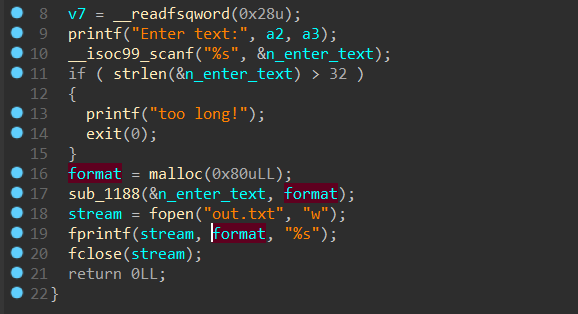 8 v7 = __readfsqword(0x28u);
9 printf("Enter text:", a2, a3);
10 __isoc99_scanf("%s", &n_enter_text);
11 if ( strlen(&n_enter_text) > 32 )
12 {
13 printf("too long!");
14 exit(0);
15 }
16 format = malloc(0x80uLL);
17 sub_1188(&n_enter_text, format);
18 stream = fopen("out.txt", "w");
19 fprintf(stream, format, "%s");
20 fclose(stream);
21 return 0LL;
22 }